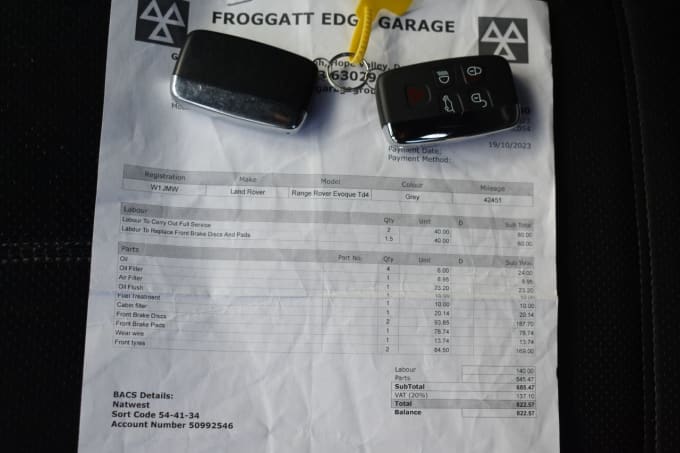 FROGGATT EDGE GARAGE
Hope Valley, D
63029
Payment Date: 19/10/2023
Payment Method:
Registration Make Model Colour Mileage
W1JMW Land Rover Range Rover Evoque Td4 Grey 42451
Labour Qty Unit D Sub Total
Labour To Carry Out Full Service 2 40.00 80.00
Labour To Replace Front Brake Discs And Pads 1.5 40.00 60.00
Parts Part No. Qty Unit D Sub Total
Oil 4 6.00 24.00
Oil Filter 1 8.95 8.95
Air Filter 1 23.20 23.20
Oil Flush 1 10.00
Fuel Treatment 1 10.00 10.00
Cabin filter 1 20.14 20.14
Front Brake Discs 2 93.85 187.70
Front Brake Pads 1 78.74 78.74
Wear wire 1 13.74 13.74
Front tyres 2 84.50 169.00
Labour 140.00
Parts 545.47
SubTotal 685.47
VAT (20%) 137.10
Total 822.57
Balance 822.57
BACS Details:
Natwest
Sort Code 54-41-34
Account Number 50992546